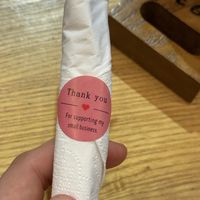 Thank you
For supporting my
small business